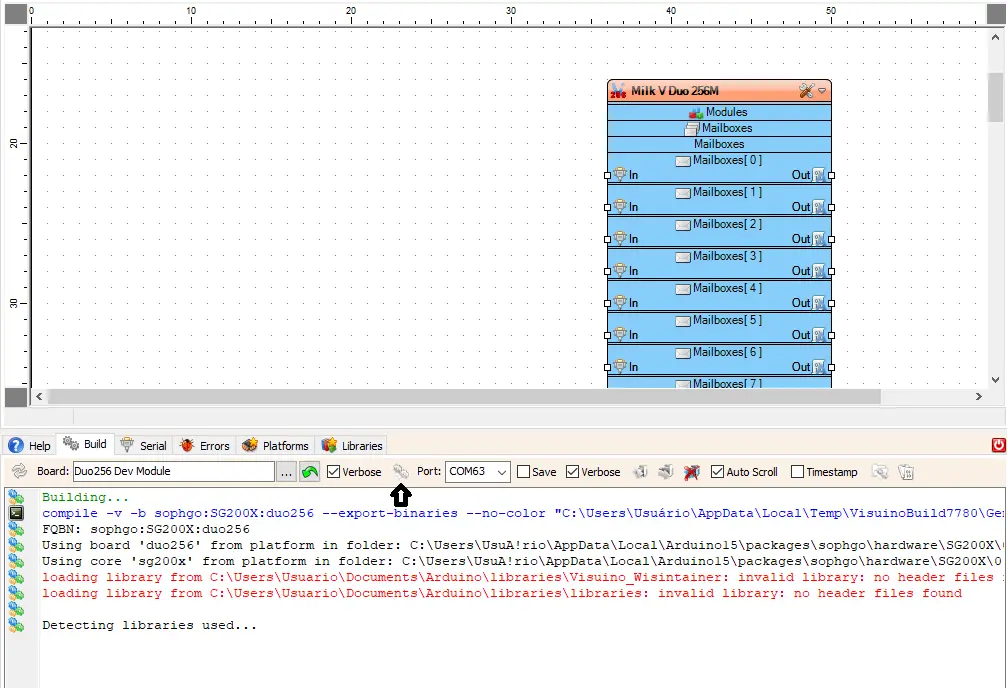 0 10 20 30 40 50
Milk V Duo 256M
Modules
Mailboxes
Mailboxes
20
Mailboxes[ 0 ]
In Out
Mailboxes[ 1 ]
In Out
Mailboxes[ 2 ]
In Out
Mailboxes[ 3 ]
In Out
Mailboxes[ 4 ]
30
In Out
Mailboxes[ 5 ]
In Out
Mailboxes[ 6 ]
In Out
Mailboxes[ 7 ]
Help Build Serial Errors Platforms Libraries
Board: Duo256 Dev Module ... Verbose Port: COM63 Save Verbose Auto Scroll Timestamp
Building...
compile -v -b sophgo:SG200X:duo256 --export-binaries --no-color "C:\Users\Usuário\AppData\Local\Temp\VisuinoBuild7780\Ge
FQBN: sophgo:SG200X:duo256
Using board 'duo256' from platform in folder: C:\Users\UsuA!rio\AppData\Local\Arduino15\packages\sophgo\hardware\SG200X\
Using core 'sg200x' from platform in folder: C:\Users\UsuA!rio\AppData\Local\Arduino15\packages\sophgo\hardware\SG200X\0
loading library from C:\Users\Usuario\Documents\Arduino\libraries\Visuino_Wisintainer: invalid library: no header files
loading library from C:\Users\Usuario\Documents\Arduino\libraries\libraries: invalid library: no header files found
Detecting libraries used...